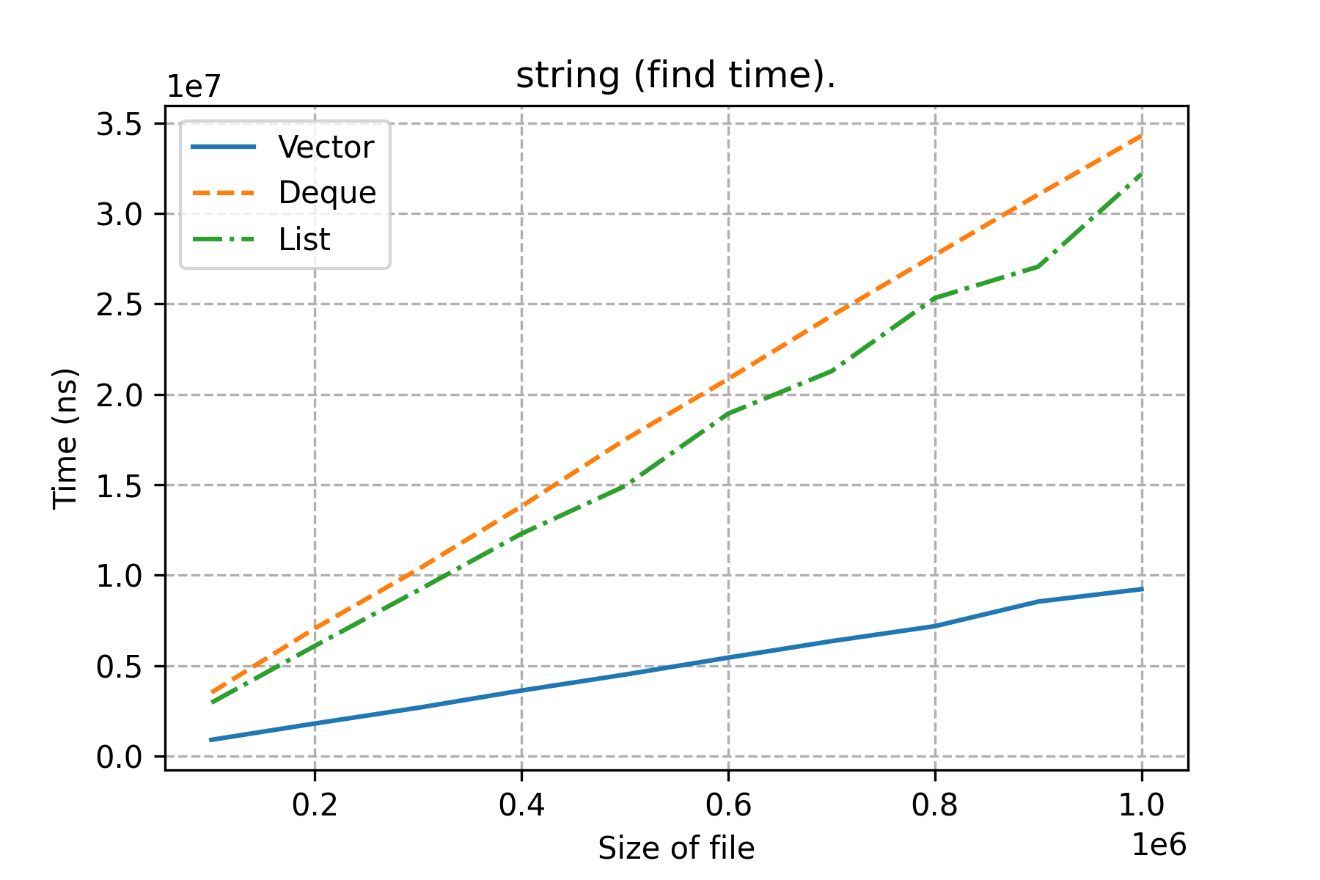 string (find time).
1e7
3.5
3.0
2.5
2.0
1.5
1.0
0.5
0.0
Time (ns)
Vector
Deque
List
0.2 0.4 0.6 0.8 1.0
Size of file
1e6